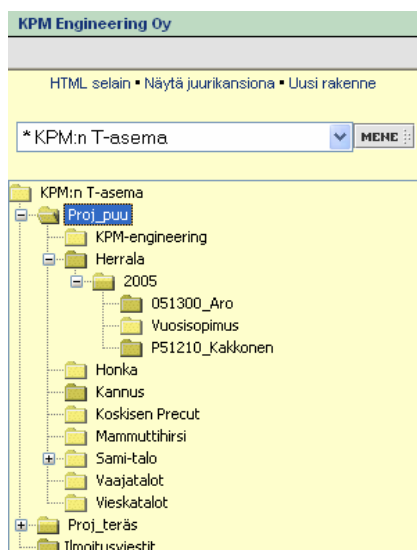 KPM Engineering Oy
HTML selain ▪ Näytä juurikansiona ▪ Uusi rakenne
* KPM:n T-asema MENE
KPM:n T-asema
Proj_puu
KPM-engineering
Herrala
2005
051300_Aro
Vuosisopimus
P51210_Kakkonen
Honka
Kannus
Koskisen Precut
Mammuttihirsi
Sami-talo
Vaajatalot
Vieskatalot
Proj_teräs
Ilmoitusviestit